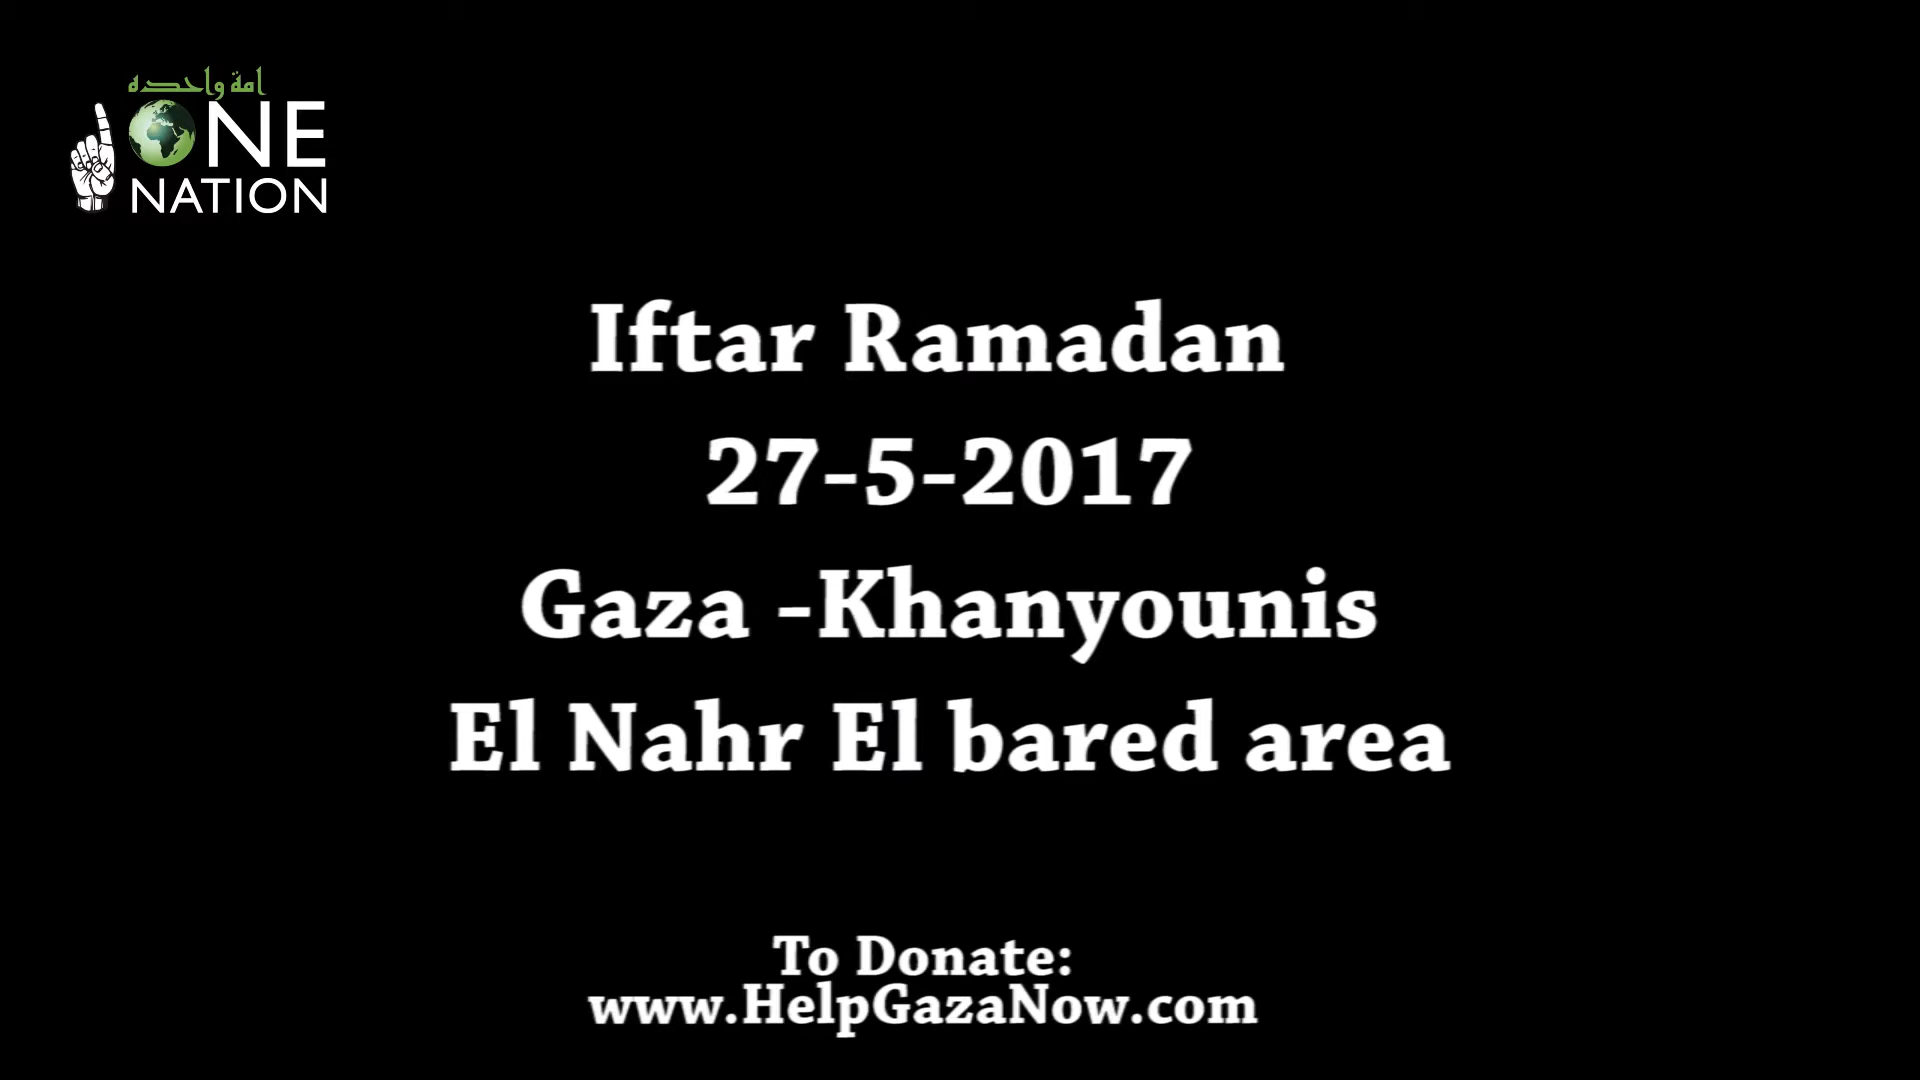 امة واحده
ONE
NATION
Iftar Ramadan
27-5-2017
Gaza -Khanyounis
El Nahr El bared area
To Donate:
www.HelpGazaNow.com